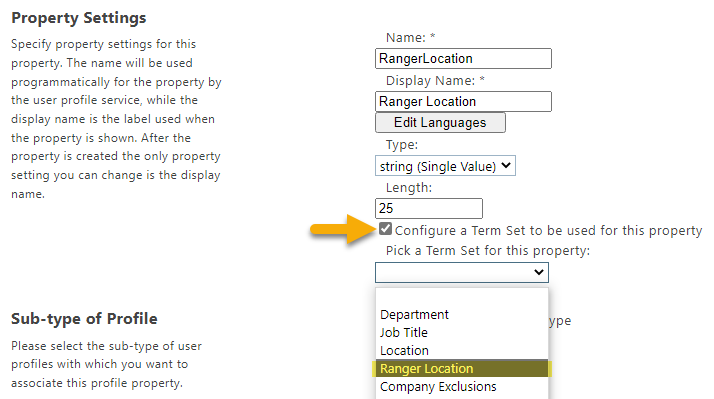 Property Settings
Specify property settings for this
property. The name will be used
programmatically for the property by
the user profile service, while the
display name is the label used when
the property is shown. After the
property is created the only property
setting you can change is the display
name.
Name: *
RangerLocation
Display Name: *
Ranger Location
Edit Languages
Type:
string (Single Value)
Length:
25
Configure a Term Set to be used for this property
Pick a Term Set for this property:
Department
Job Title
Location
Ranger Location
Company Exclusions
Sub-type of Profile
Please select the sub-type of user
profiles with which you want to
associate this profile property.
ype